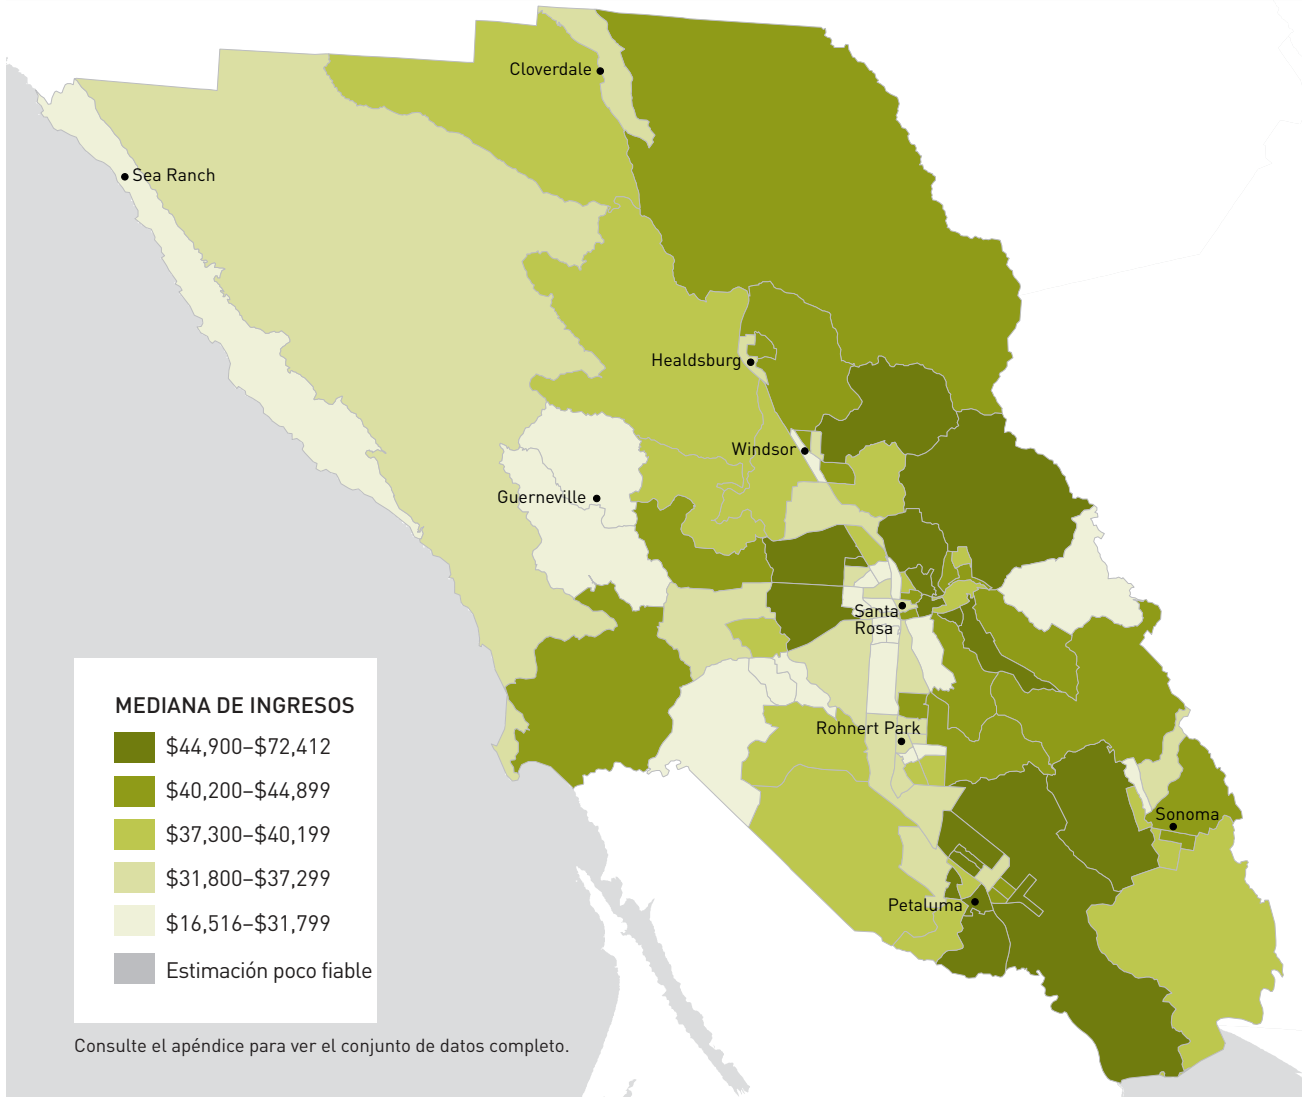 Cloverdale
Sea Ranch
Healdsburg
Windsor
Guerneville
Santa
Rosa
Rohnert Park
Sonoma
Petaluma
MEDIANA DE INGRESOS
$44,900–$72,412
$40,200–$44,899
$37,300–$40,199
$31,800–$37,299
$16,516–$31,799
Estimación poco fiable
Consulte el apéndice para ver el conjunto de datos completo.